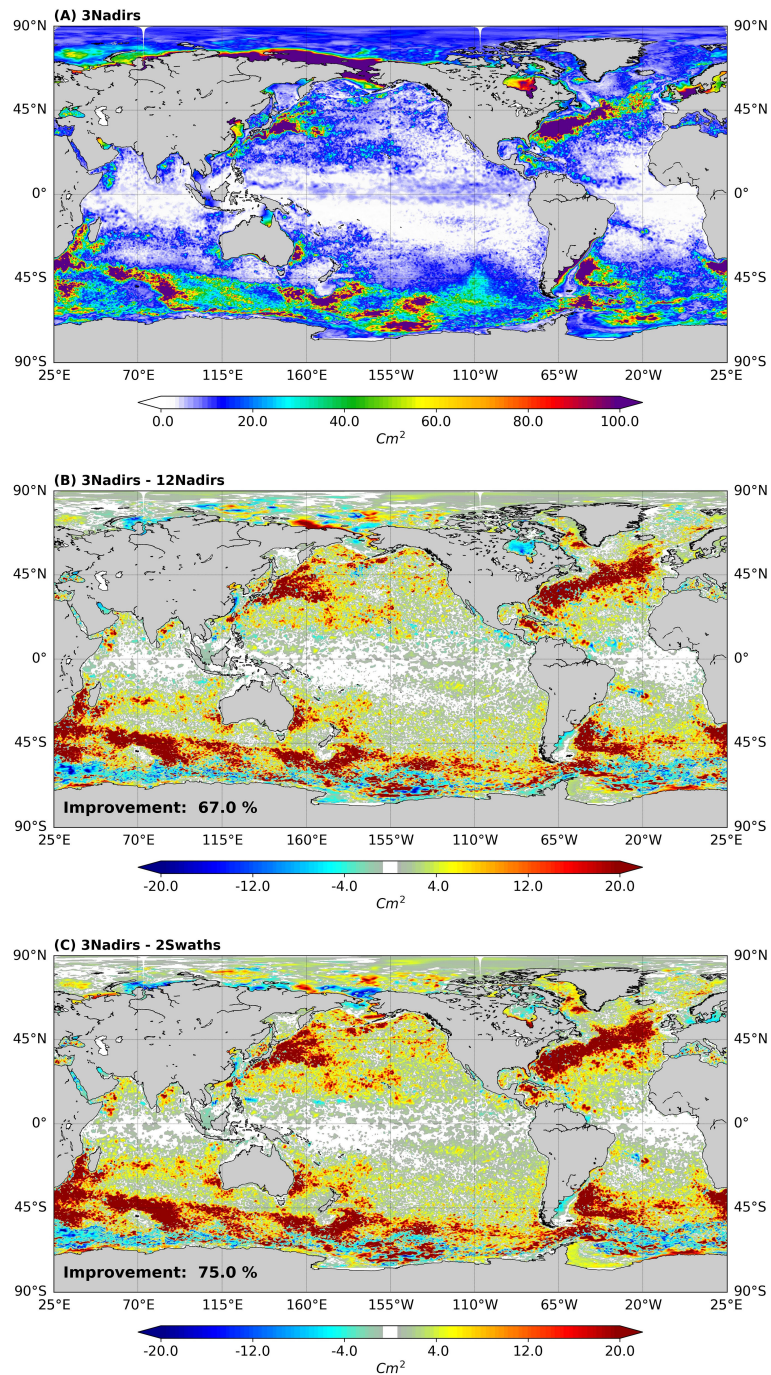 (A) 3Nadirs
90°N 90°N
45°N 45°N
0° 0°
45°S 45°S
90°S 90°S
25°E 70°E 115°E 160°E 155°W 110°W 65°W 20°W 25°E
0.0 20.0 40.0 60.0 80.0 100.0
Cm²
(B) 3Nadirs - 12Nadirs
90°N 90°N
45°N 45°N
0° 0°
45°S 45°S
Improvement: 67.0 %
90°S 90°S
25°E 70°E 115°E 160°E 155°W 110°W 65°W 20°W 25°E
-20.0 -12.0 -4.0 4.0 12.0 20.0
Cm²
(C) 3Nadirs - 2Swaths
90°N 90°N
45°N 45°N
0° 0°
45°S 45°S
Improvement: 75.0 %
90°S 90°S
25°E 70°E 115°E 160°E 155°W 110°W 65°W 20°W 25°E
-20.0 -12.0 -4.0 4.0 12.0 20.0
Cm²